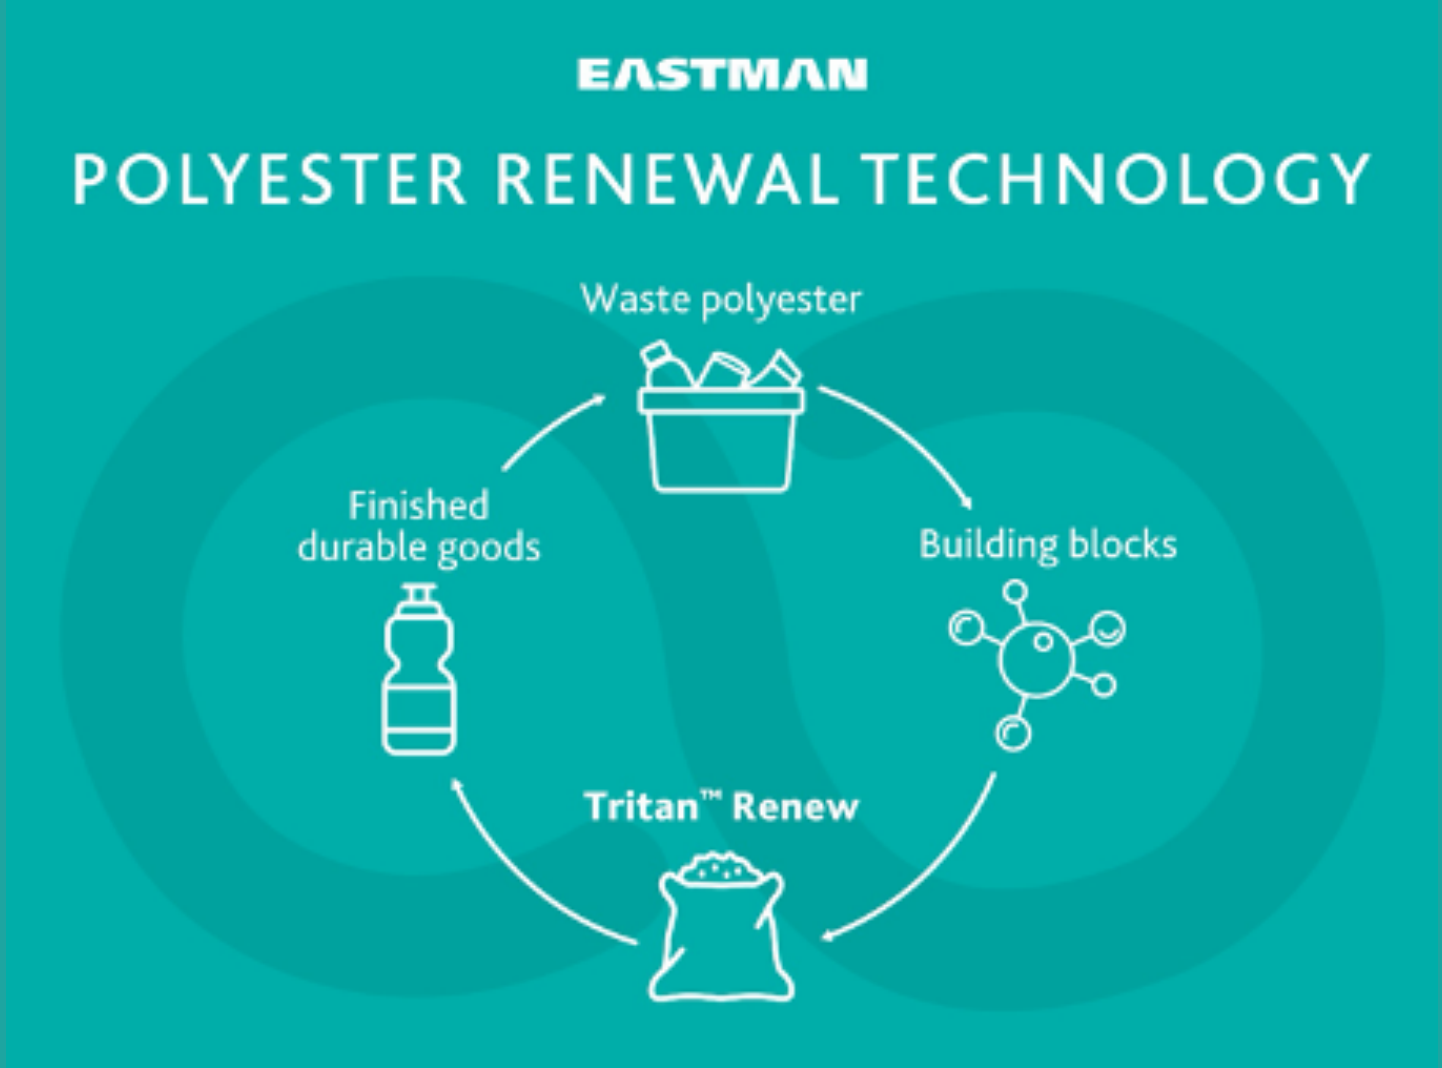 EASTMAN
POLYESTER RENEWAL TECHNOLOGY
Waste polyester
Finished
durable goods
Building blocks
Tritan™ Renew